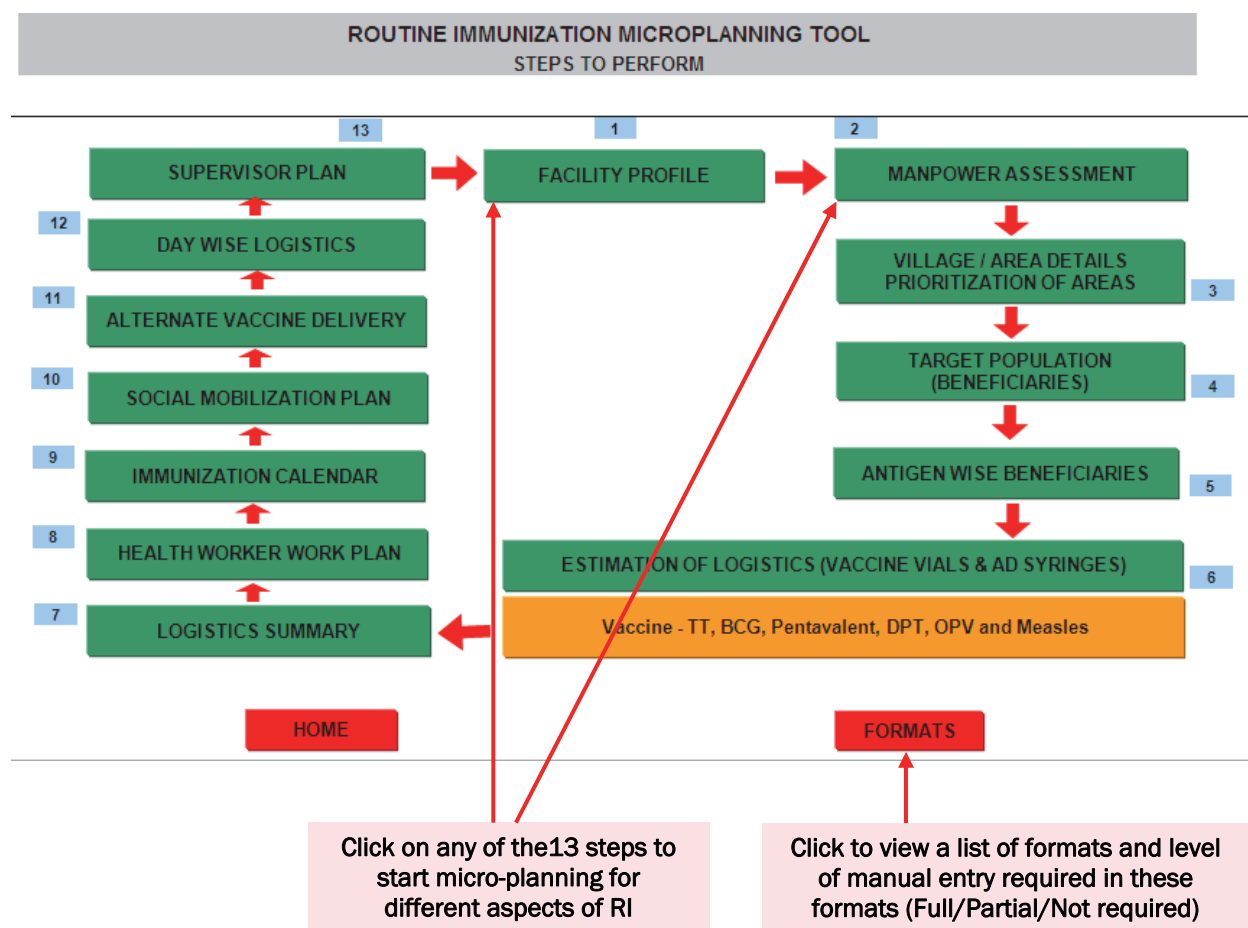 ROUTINE IMMUNIZATION MICROPLANNING TOOL
STEPS TO PERFORM
13
1
2
SUPERVISOR PLAN
FACILITY PROFILE
MANPOWER ASSESSMENT
12
DAY WISE LOGISTICS
VILLAGE / AREA DETAILS
PRIORITIZATION OF AREAS
3
11
ALTERNATE VACCINE DELIVERY
TARGET POPULATION
(BENEFICIARIES)
4
10
SOCIAL MOBILIZATION PLAN
9
IMMUNIZATION CALENDAR
ANTIGEN WISE BENEFICIARIES
5
8
HEALTH WORKER WORK PLAN
ESTIMATION OF LOGISTICS (VACCINE VIALS & AD SYRINGES)
6
7
LOGISTICS SUMMARY
Vaccine - TT, BCG, Pentavalent, DPT, OPV and Measles
HOME
FORMATS
Click on any of the13 steps to
start micro-planning for
different aspects of RI
Click to view a list of formats and level
of manual entry required in these
formats (Full/Partial/Not required)